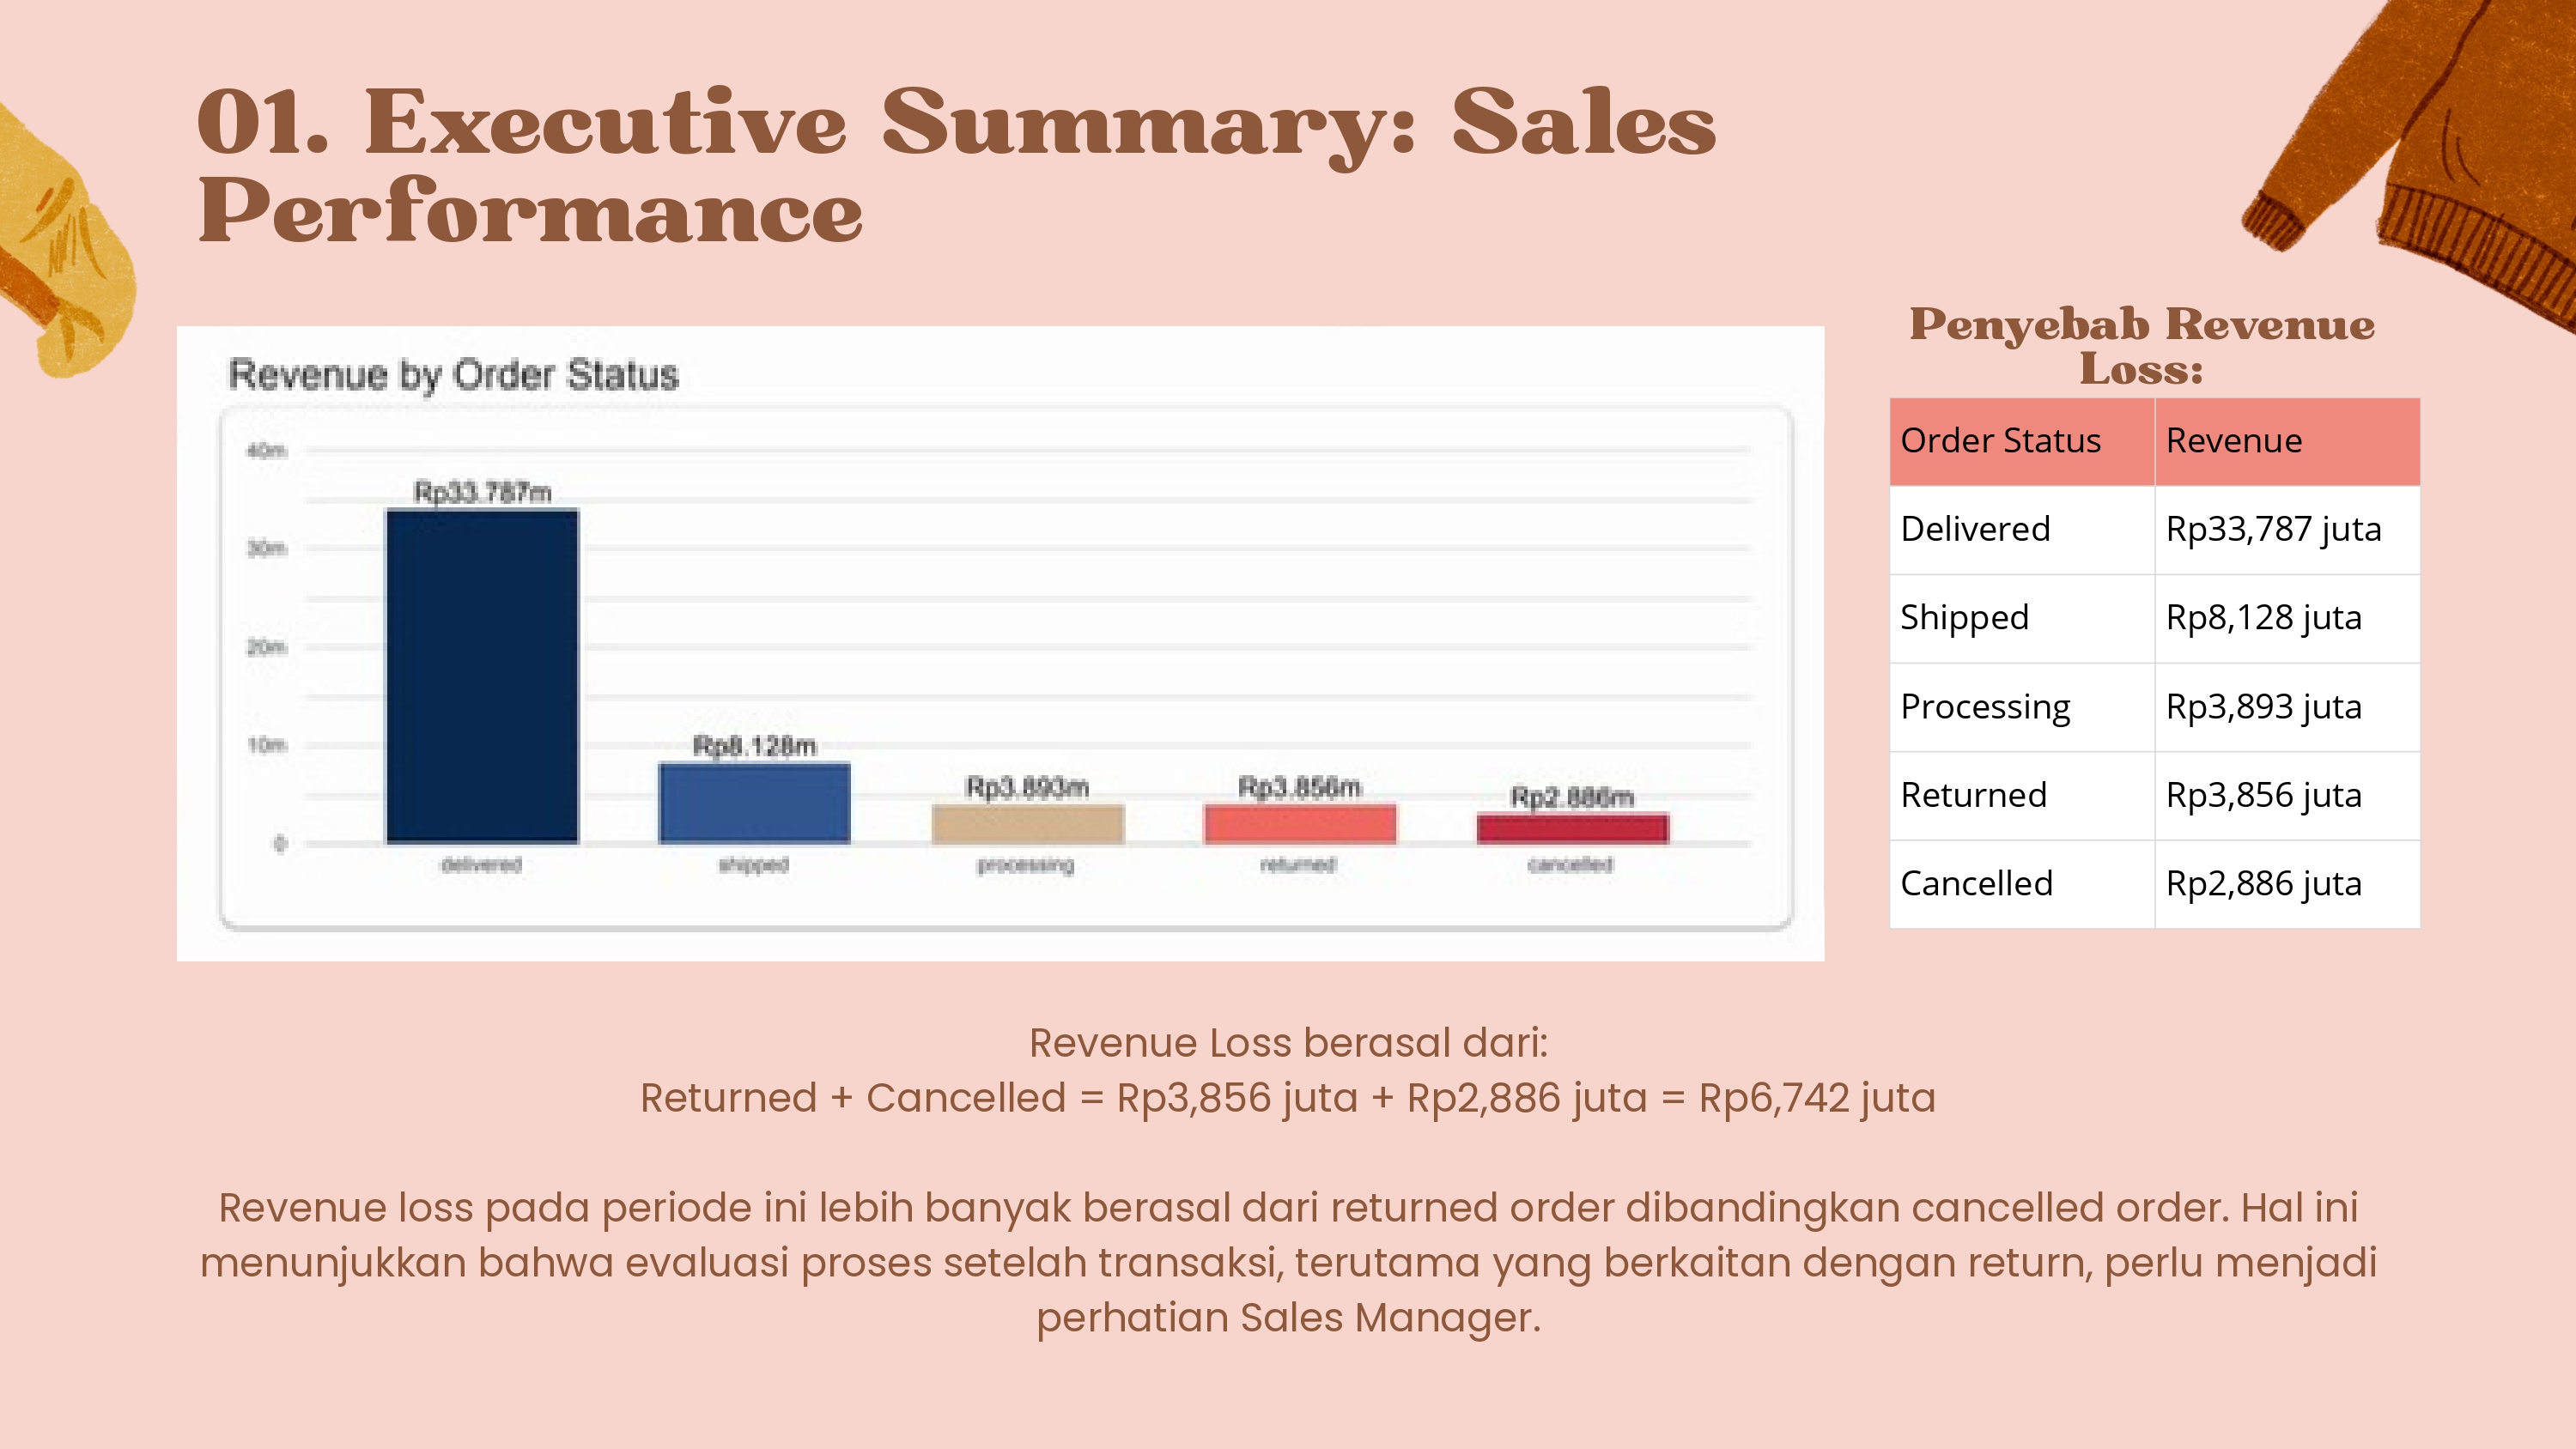 01. Executive Summary: Sales
Performance
Revenue by Order Status
40m
30m
20m
10m
0
Rp33.787m
Rp8.128m
Rp3.893m
Rp3.856m
Rp2.886m
delivered
shipped
processing
returned
cancelled
Penyebab Revenue
Loss:
Order Status Revenue
Delivered Rp33,787 juta
Shipped Rp8,128 juta
Processing Rp3,893 juta
Returned Rp3,856 juta
Cancelled Rp2,886 juta
Revenue Loss berasal dari:
Returned + Cancelled = Rp3,856 juta + Rp2,886 juta = Rp6,742 juta
Revenue loss pada periode ini lebih banyak berasal dari returned order dibandingkan cancelled order. Hal ini
menunjukkan bahwa evaluasi proses setelah transaksi, terutama yang berkaitan dengan return, perlu menjadi
perhatian Sales Manager.